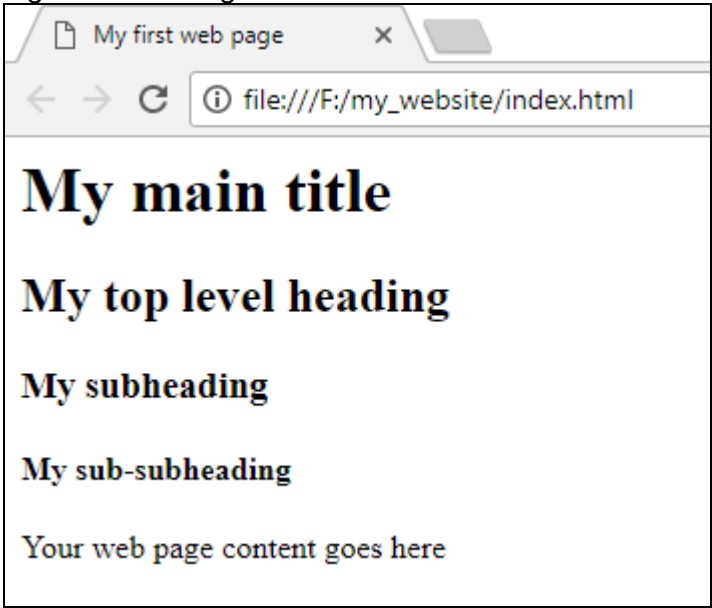 My first web page
file:///F:/my_website/index.html
My main title
My top level heading
My subheading
My sub-subheading
Your web page content goes here